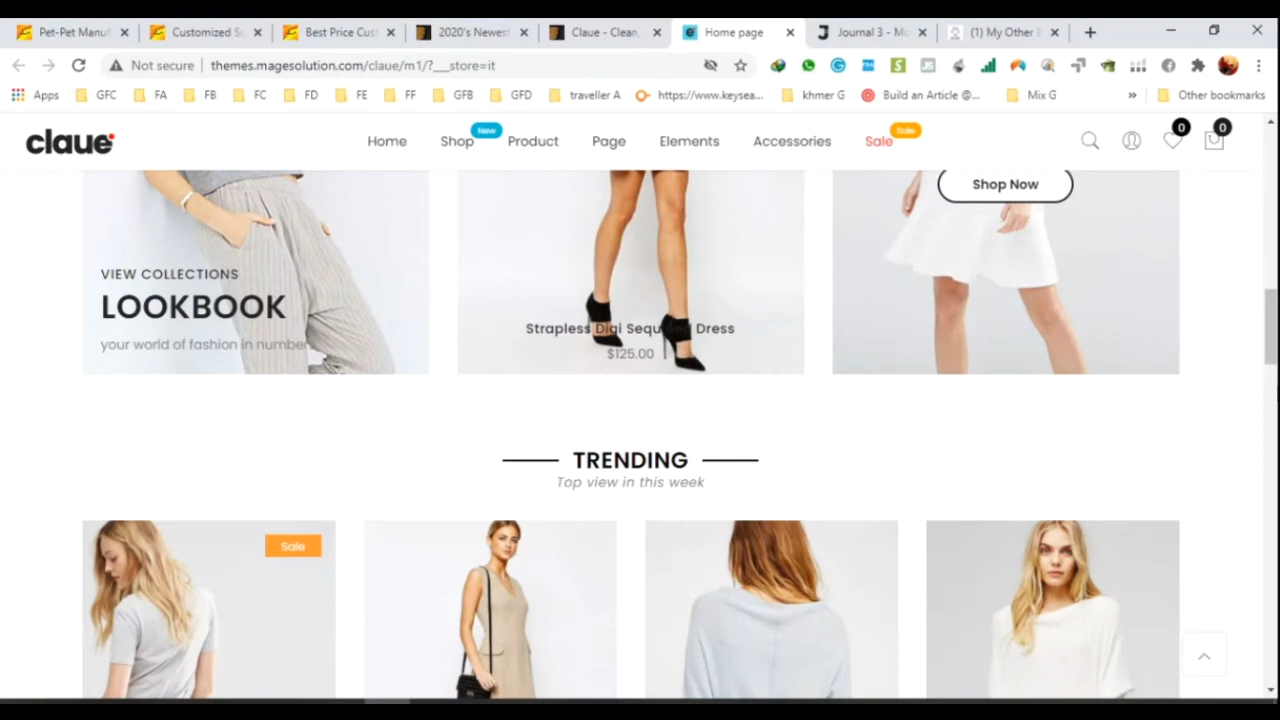 Pet-Pet Manuf
Customized S
Best Price Cus
2020's Newest
Claue - Clean,
Home page
Journal 3 - Mo
(1) My Other
Not secure
themes.magesolution.com/claue/m1/?___store=it
Apps
GFC
FA
FB
FC
FD
FE
FF
GFB
GFD
traveller A
https://www.keysea...
khmer G
Build an Article @...
Mix G
»
Other bookmarks
claue
Home
Shop
New
Product
Page
Elements
Accessories
Sale
Sale
0
0
Shop Now
VIEW COLLECTIONS
LOOKBOOK
your world of fashion in number
Strapless Digi Sequined Dress
$125.00
TRENDING
Top view in this week
Sale